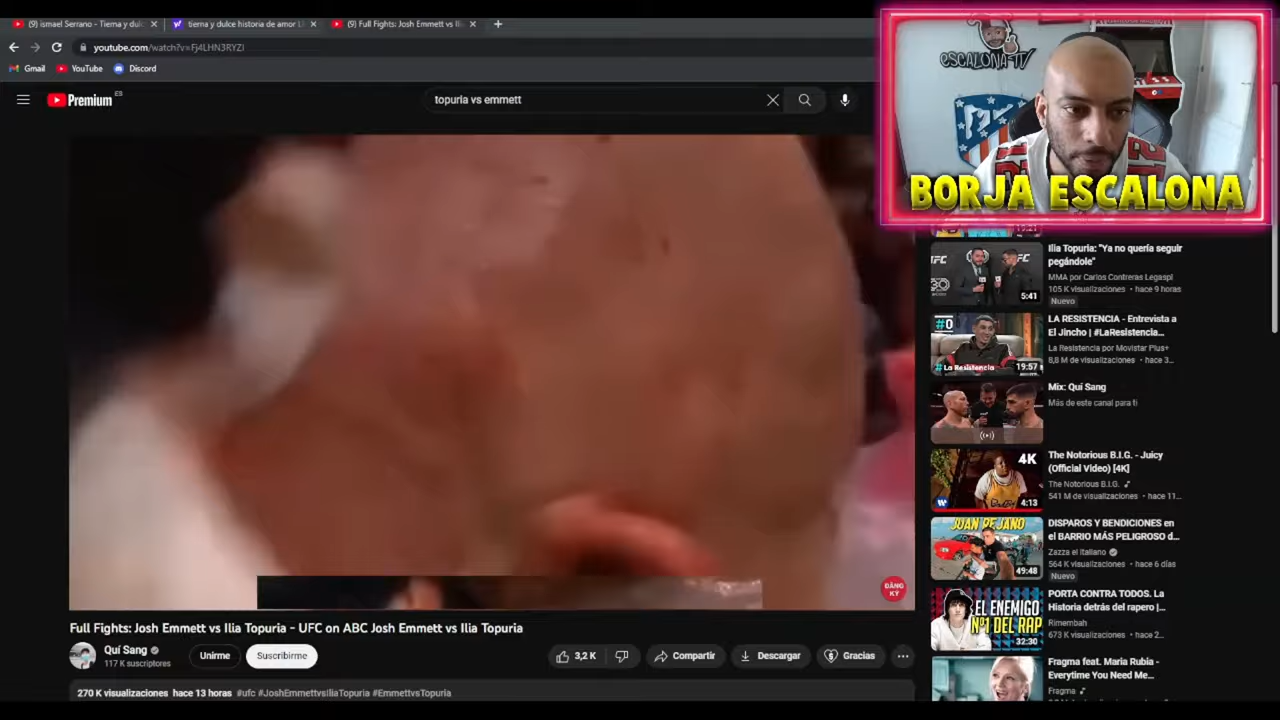 (9) ismael Serrano - Tierna y dul
tierna y dulce historia de amor L
(9) Full Fights: Josh Emmett vs Ili
youtube.com/watch?v=Fj4LHN3RYZI
Gmail
YouTube
Discord
Premium
ES
topuria vs emmett
ESCALONA TV
BORJA ESCALONA
Ilia Topuria: "Ya no quería seguir
pegándole"
MMA por Carlos Contreras Legaspi
105 K visualizaciones • hace 9 horas
Nuevo
5:41
LA RESISTENCIA - Entrevista a
El Jincho | #LaResistencia...
La Resistencia por Movistar Plus+
8,8 M de visualizaciones • hace 3...
#0
#La Resistencia
19:57
Mix: Quí Sang
Más de este canal para ti
The Notorious B.I.G. - Juicy
(Official Video) [4K]
The Notorious B.I.G.
541 M de visualizaciones • hace 11...
4K
4:13
DISPAROS Y BENDICIONES en
el BARRIO MÁS PELIGROSO d...
Zazza el Italiano
564 K visualizaciones • hace 6 días
Nuevo
JUAN REJANO
49:48
PORTA CONTRA TODOS. La
Historia detrás del rapero |...
Rimembah
673 K visualizaciones • hace 2...
EL ENEMIGO
Nº1 DEL RAP
32:30
Fragma feat. Maria Rubia -
Everytime You Need Me...
Fragma
ĐĂNG
KÝ
Full Fights: Josh Emmett vs Ilia Topuria - UFC on ABC Josh Emmett vs Ilia Topuria
Quí Sang
117 K suscriptores
Unirme
Suscribirme
3,2 K
Compartir
Descargar
Gracias
270 K visualizaciones hace 13 horas #ufc #JoshEmmettvsIliaTopuria #EmmettvsTopuria